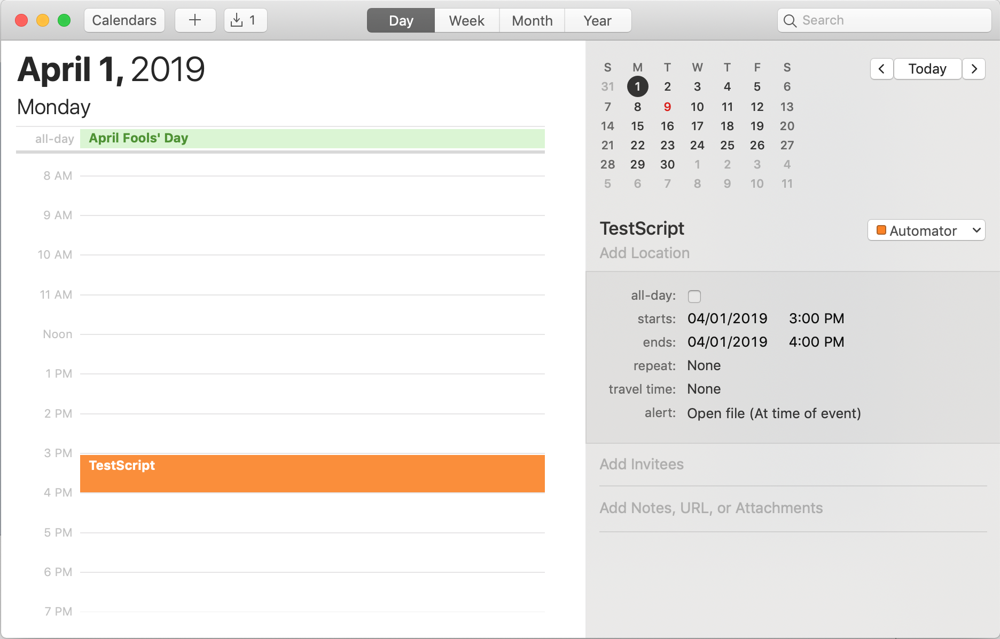 Calendars
1
Day Week Month Year
Search
April 1, 2019
Monday
all-day April Fools' Day
8 AM
9 AM
10 AM
11 AM
Noon
1 PM
2 PM
3 PM
TestScript
4 PM
5 PM
6 PM
7 PM
S M T W T F S
31 1 2 3 4 5 6
7 8 9 10 11 12 13
14 15 16 17 18 19 20
21 22 23 24 25 26 27
28 29 30 1 2 3 4
5 6 7 8 9 10 11
Today
TestScript
Automator
Add Location
all-day:
starts: 04/01/2019 3:00 PM
ends: 04/01/2019 4:00 PM
repeat: None
travel time: None
alert: Open file (At time of event)
Add Invitees
Add Notes, URL, or Attachments